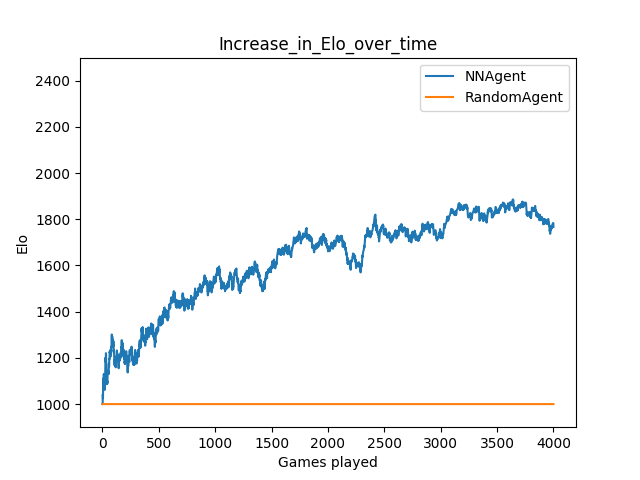 Increase_in_Elo_over_time
NNAgent
RandomAgent
2400
2200
2000
1800
1600
1400
1200
1000
Elo
0 500 1000 1500 2000 2500 3000 3500 4000
Games played